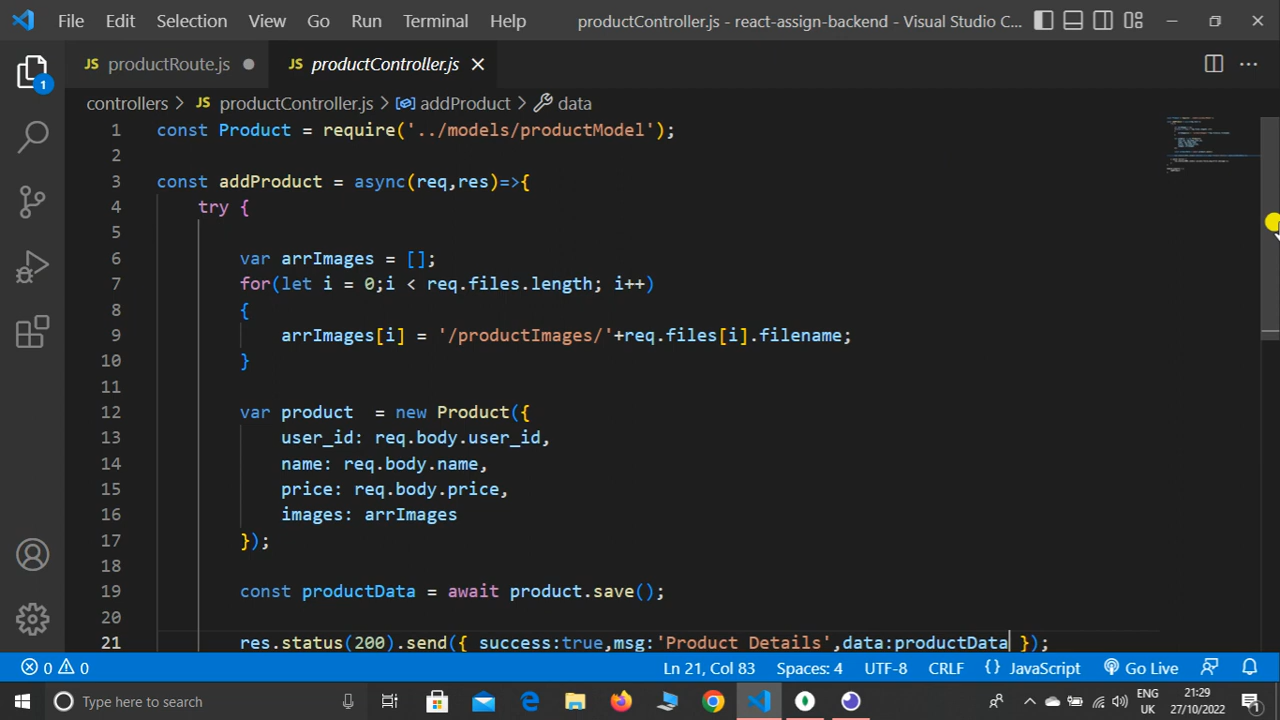 File Edit Selection View Go Run Terminal Help productController.js - react-assign-backend - Visual Studio C...
JS productRoute.js JS productController.js
1
controllers > JS productController.js > addProduct > data
1 const Product = require('../models/productModel');
2
3 const addProduct = async(req,res)=>{
4 try {
5
6 var arrImages = [];
7 for(let i = 0;i < req.files.length; i++)
8 {
9 arrImages[i] = '/productImages/'+req.files[i].filename;
10 }
11
12 var product  = new Product({
13 user_id: req.body.user_id,
14 name: req.body.name,
15 price: req.body.price,
16 images: arrImages
17 });
18
19 const productData = await product.save();
20
21 res.status(200).send({ success:true,msg:'Product Details',data:productData });
0 0 Ln 21, Col 83 Spaces: 4 UTF-8 CRLF {} JavaScript Go Live
Type here to search ENG 21:29
UK 27/10/2022 1